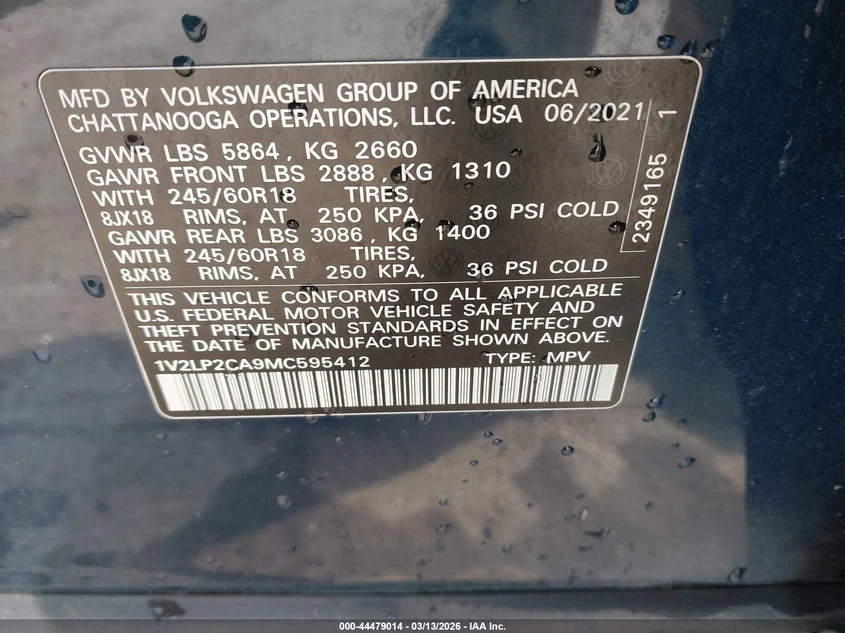 MFD BY VOLKSWAGEN GROUP OF AMERICA
CHATTANOOGA OPERATIONS, LLC. USA 06/2021
GVWR LBS 5864, KG 2660
GAWR FRONT LBS 2888, KG 1310
WITH 245/60R18 TIRES,
8JX18 RIMS, AT 250 KPA, 36 PSI COLD
GAWR REAR LBS 3086, KG 1400
WITH 245/60R18 TIRES,
8JX18 RIMS, AT 250 KPA, 36 PSI COLD
2349165 1
THIS VEHICLE CONFORMS TO ALL APPLICABLE
U.S. FEDERAL MOTOR VEHICLE SAFETY AND
THEFT PREVENTION STANDARDS IN EFFECT ON
THE DATE OF MANUFACTURE SHOWN ABOVE.
1V2LP2CA9MC595412 TYPE: MPV
000-44479014 - 03/13/2026 - IAA Inc.